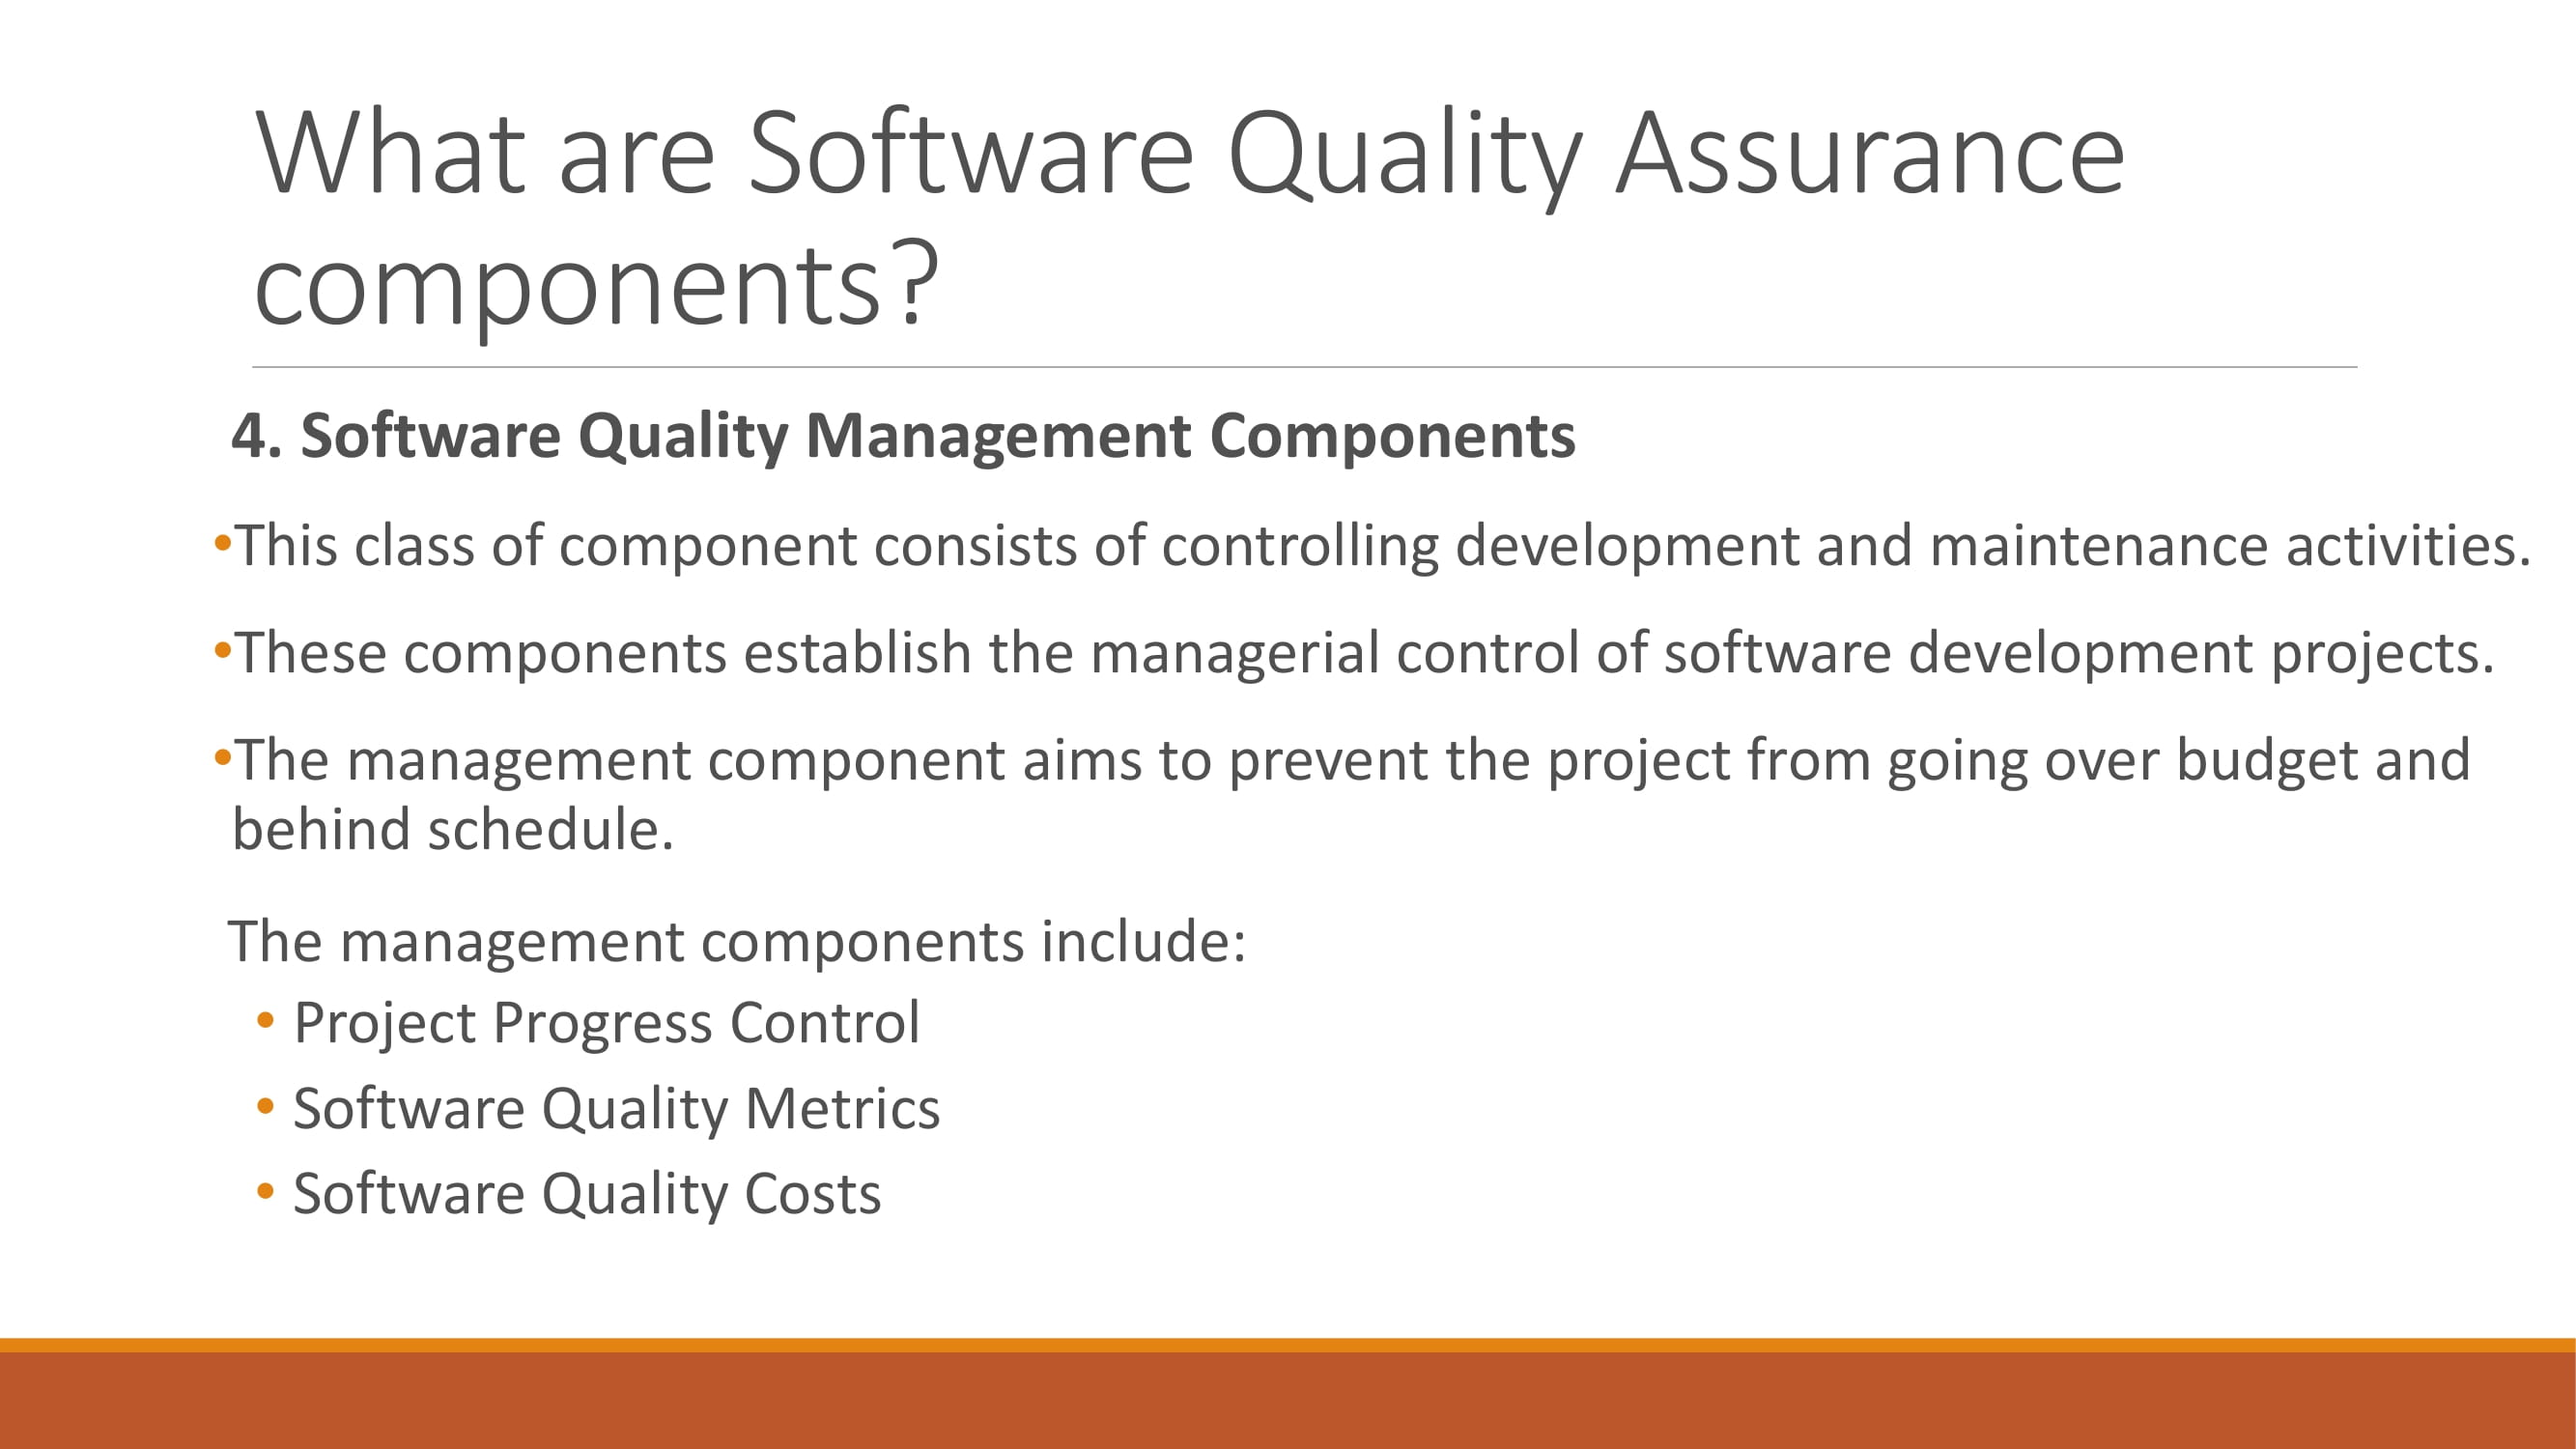 What are Software Quality Assurance
components?
4. Software Quality Management Components
•This class of component consists of controlling development and maintenance activities.
•These components establish the managerial control of software development projects.
•The management component aims to prevent the project from going over budget and
behind schedule.
The management components include:
• Project Progress Control
• Software Quality Metrics
• Software Quality Costs